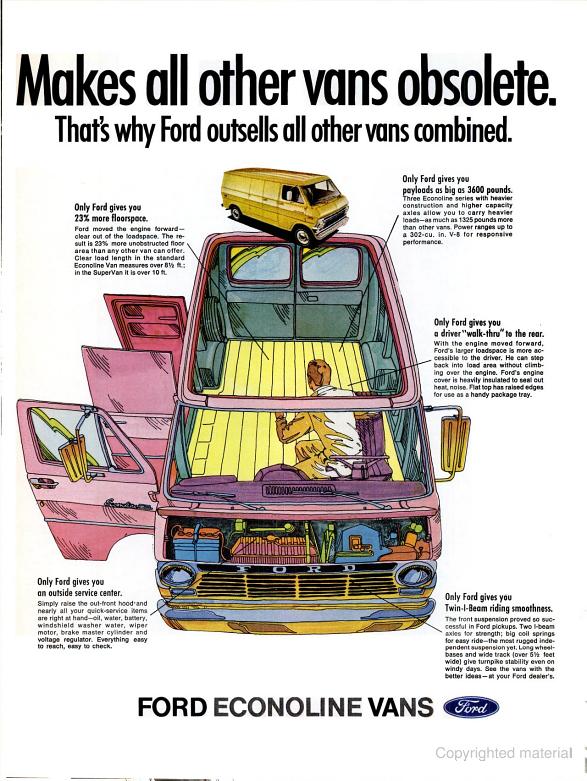 Makes all other vans obsolete.
That's why Ford outsells all other vans combined.
Only Ford gives you
23% more floorspace.
Ford moved the engine forward—
clear out of the loadspace. The re-
sult is 23% more unobstructed floor
area than any other van can offer.
Clear load length in the standard
Econoline Van measures over 8½ ft.;
in the SuperVan it is over 10 ft.
Only Ford gives you
payloads as big as 3600 pounds.
Three Econoline series with heavier
construction and higher capacity
axles allow you to carry heavier
loads—as much as 1325 pounds more
than other vans. Power ranges up to
a 302-cu. in. V-8 for responsive
performance.
Only Ford gives you
a driver "walk-thru" to the rear.
With the engine moved forward,
Ford's larger loadspace is more ac-
cessible to the driver. He can step
back into load area without climb-
ing over the engine. Ford's engine
cover is heavily insulated to seal out
heat, noise. Flat top has raised edges
for use as a handy package tray.
Econoline
FORD
Only Ford gives you
an outside service center.
Simply raise the out-front hood and
nearly all your quick-service items
are right at hand—oil, water, battery,
windshield washer water, wiper
motor, brake master cylinder and
voltage regulator. Everything easy
to reach, easy to check.
Only Ford gives you
Twin-I-Beam riding smoothness.
The front suspension proved so suc-
cessful in Ford pickups. Two I-beam
axles for strength; big coil springs
for easy ride—the most rugged inde-
pendent suspension yet. Long wheel-
bases and wide track (over 5½ feet
wide) give turnpike stability even on
windy days. See the vans with the
better ideas—at your Ford dealer's.
FORD ECONOLINE VANS Ford
Copyrighted material